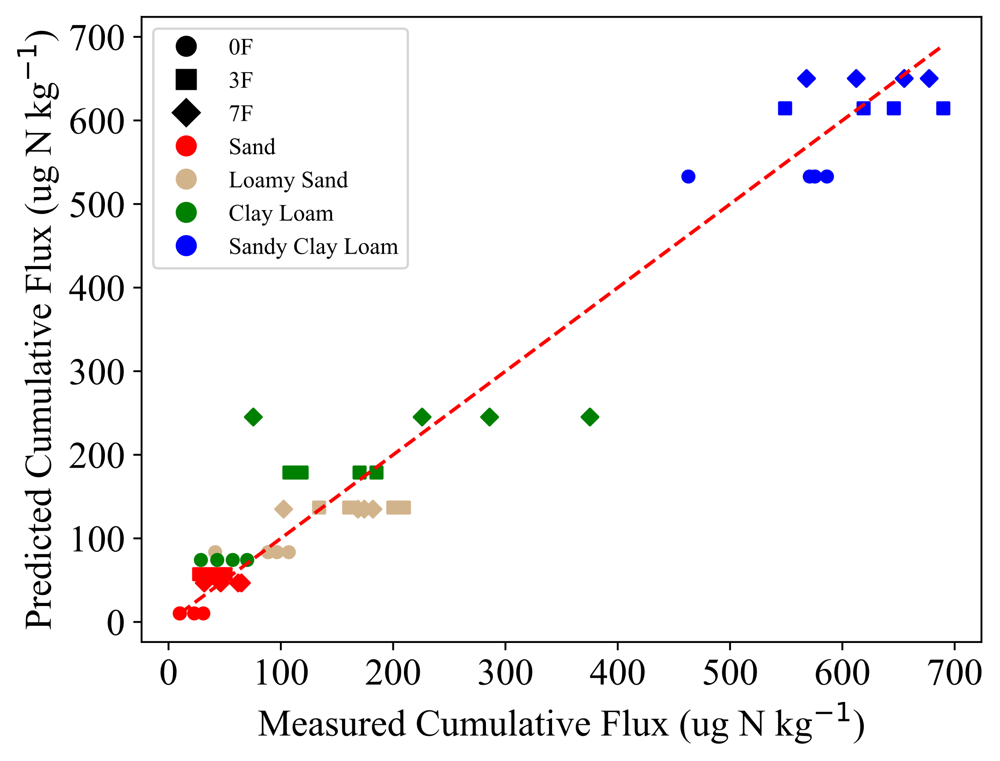 Predicted Cumulative Flux (ug N kg⁻¹)
700
600
500
400
300
200
100
0
0F
3F
7F
Sand
Loamy Sand
Clay Loam
Sandy Clay Loam
0 100 200 300 400 500 600 700
Measured Cumulative Flux (ug N kg⁻¹)